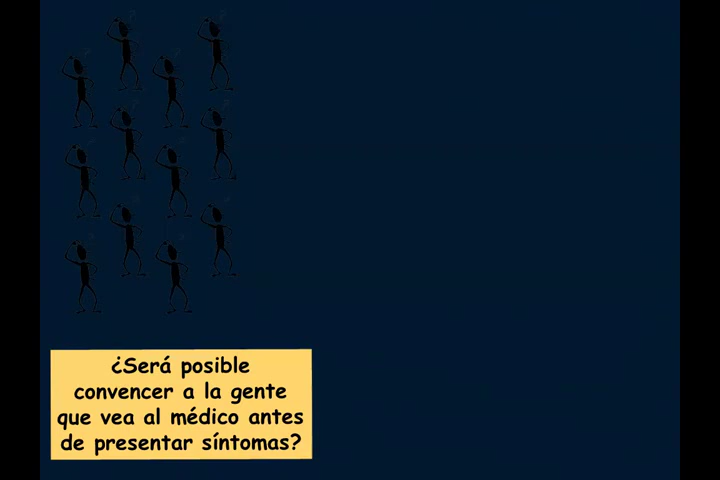 ¿Será posible
convencer a la gente
que vea al médico antes
de presentar síntomas?